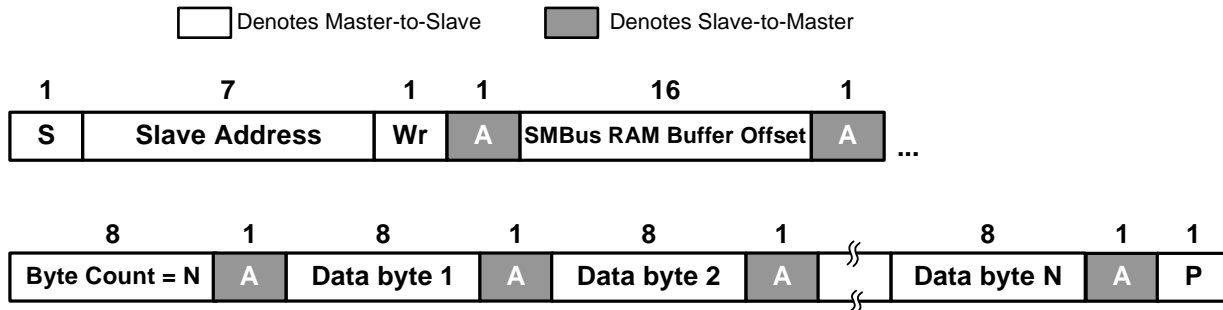 Denotes Master-to-Slave Denotes Slave-to-Master
1 7 1 1 16 1
S Slave Address Wr A SMBus RAM Buffer Offset A ...
8 1 8 1 8 1 8 1 1
Byte Count = N A Data byte 1 A Data byte 2 A Data byte N A P